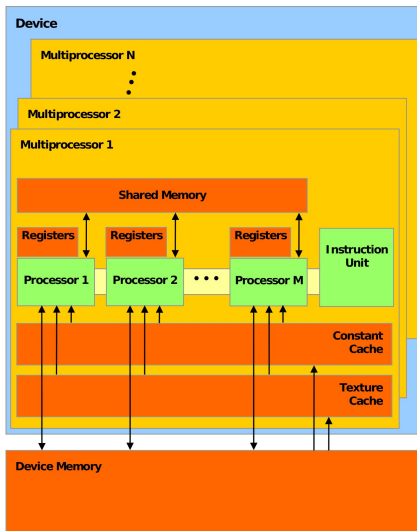 Device
Multiprocessor N
Multiprocessor 2
Multiprocessor 1
Shared Memory
Registers
Registers
Registers
Instruction
Unit
Processor 1
Processor 2
Processor M
Constant
Cache
Texture
Cache
Device Memory